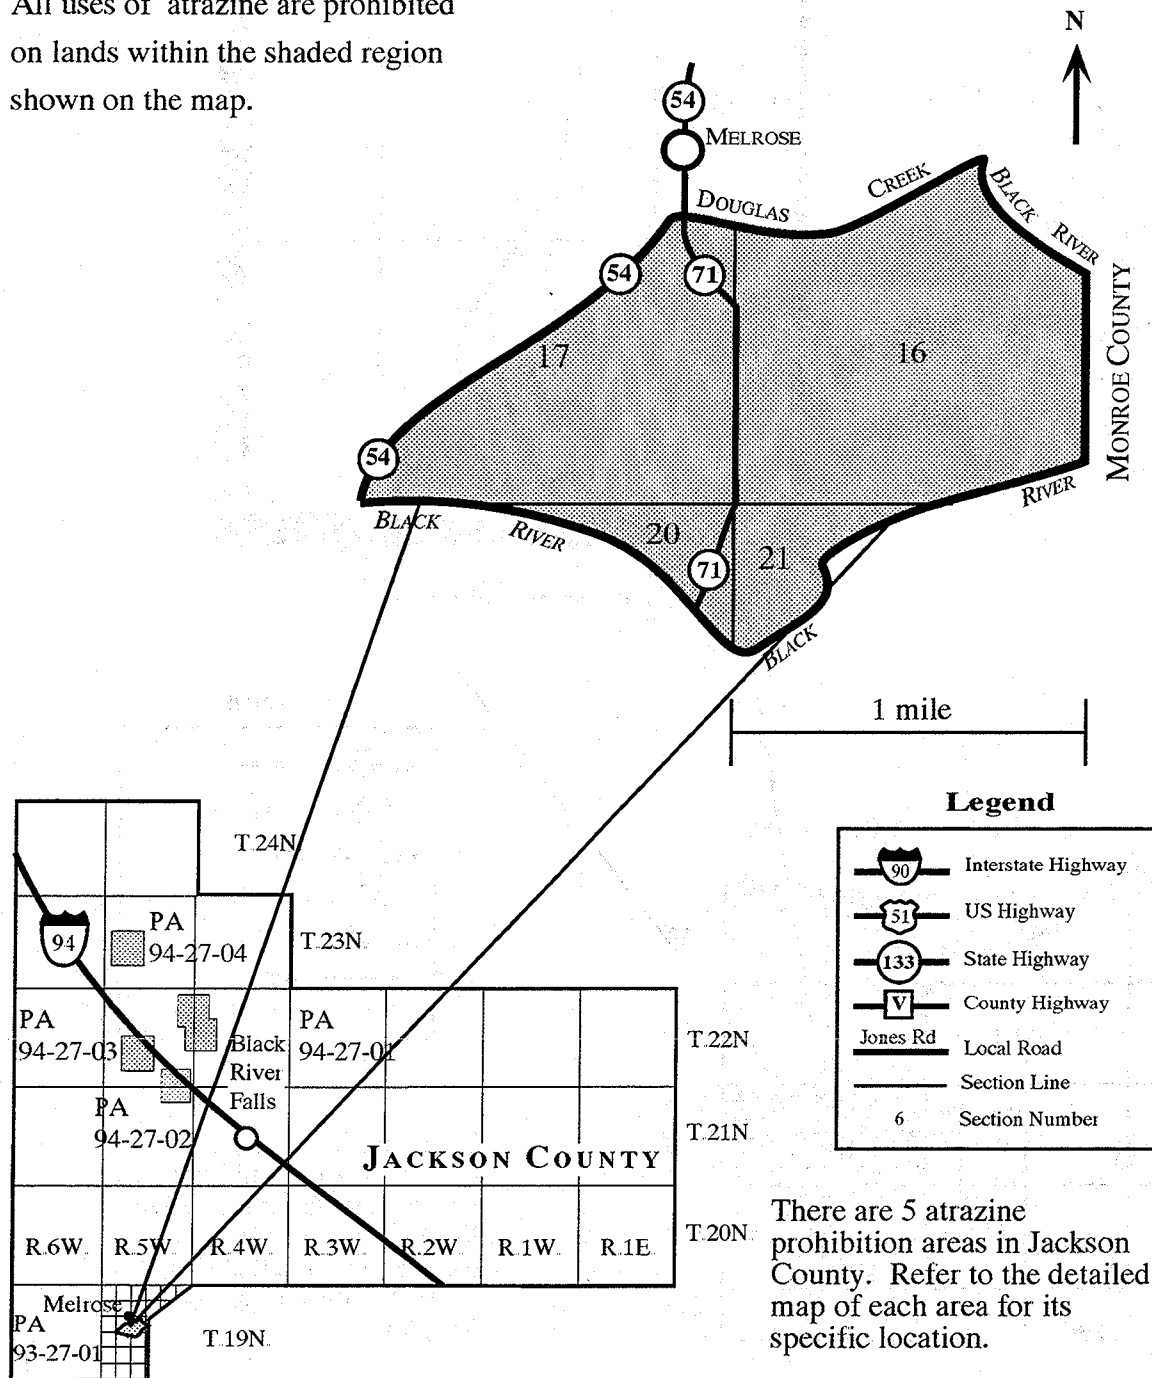 All uses of atrazine are prohibited
on lands within the shaded region
shown on the map.
N
54
MELROSE
DOUGLAS
CREEK
BLACK
RIVER
54
71
17
16
MONROE COUNTY
54
BLACK
RIVER
20
21
71
RIVER
BLACK
1 mile
Legend
90 Interstate Highway
51 US Highway
133 State Highway
V County Highway
Jones Rd
Local Road
Section Line
6 Section Number
T.24N.
94
PA
94-27-04
T.23N.
PA
94-27-03
Black
River
Falls
PA
94-27-01
T.22N.
PA
94-27-02
JACKSON COUNTY
T.21N.
R.6W. R.5W. R.4W. R.3W. R.2W. R.1W. R.1E.
T.20N.
Melrose
PA
93-27-01
T.19N.
There are 5 atrazine
prohibition areas in Jackson
County. Refer to the detailed
map of each area for its
specific location.